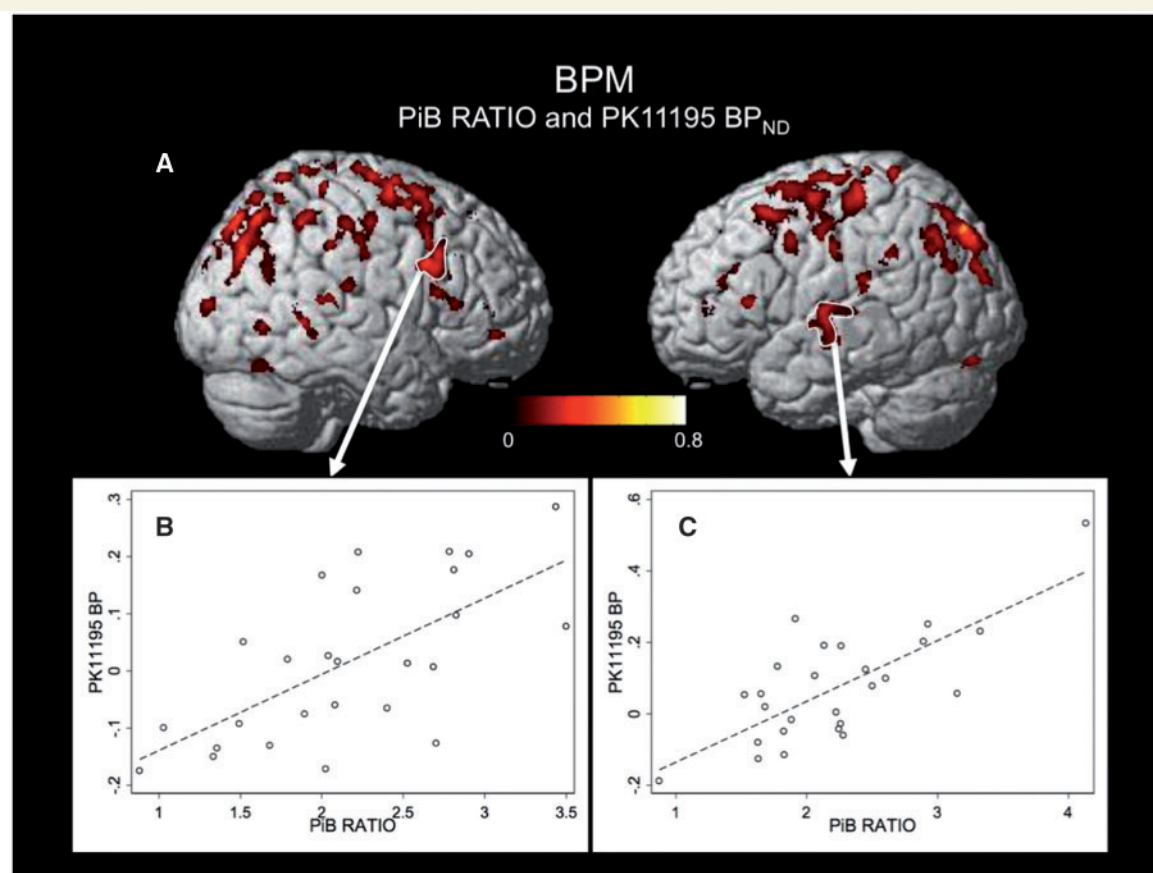 BPM
PiB RATIO and PK11195 BP_ND
A
0 0.8
B
PK11195 BP
.3
.2
.1
0
-.1
-.2
1 1.5 2 2.5 3 3.5
PiB RATIO
C
PK11195 BP
.6
.4
.2
0
-.2
1 2 3 4
PiB RATIO